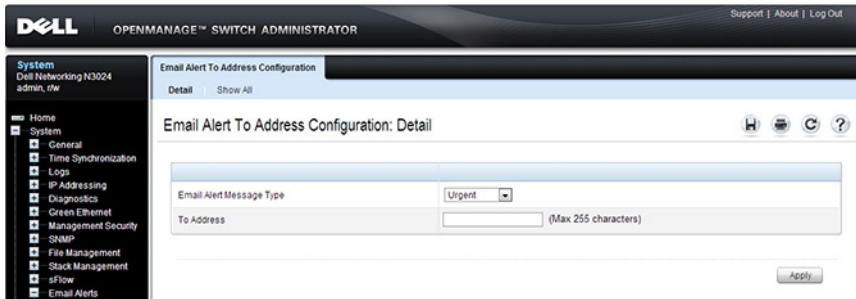 Support | About | Log Out
DELL OPENMANAGE™ SWITCH ADMINISTRATOR
System
Dell Networking N3024
admin, r/w
Home
System
General
Time Synchronization
Logs
IP Addressing
Diagnostics
Green Ethernet
Management Security
SNMP
File Management
Stack Management
sFlow
Email Alerts
Email Alert To Address Configuration
Detail Show All
Email Alert To Address Configuration: Detail
?
Email Alert Message Type Urgent
To Address (Max 255 characters)
Apply